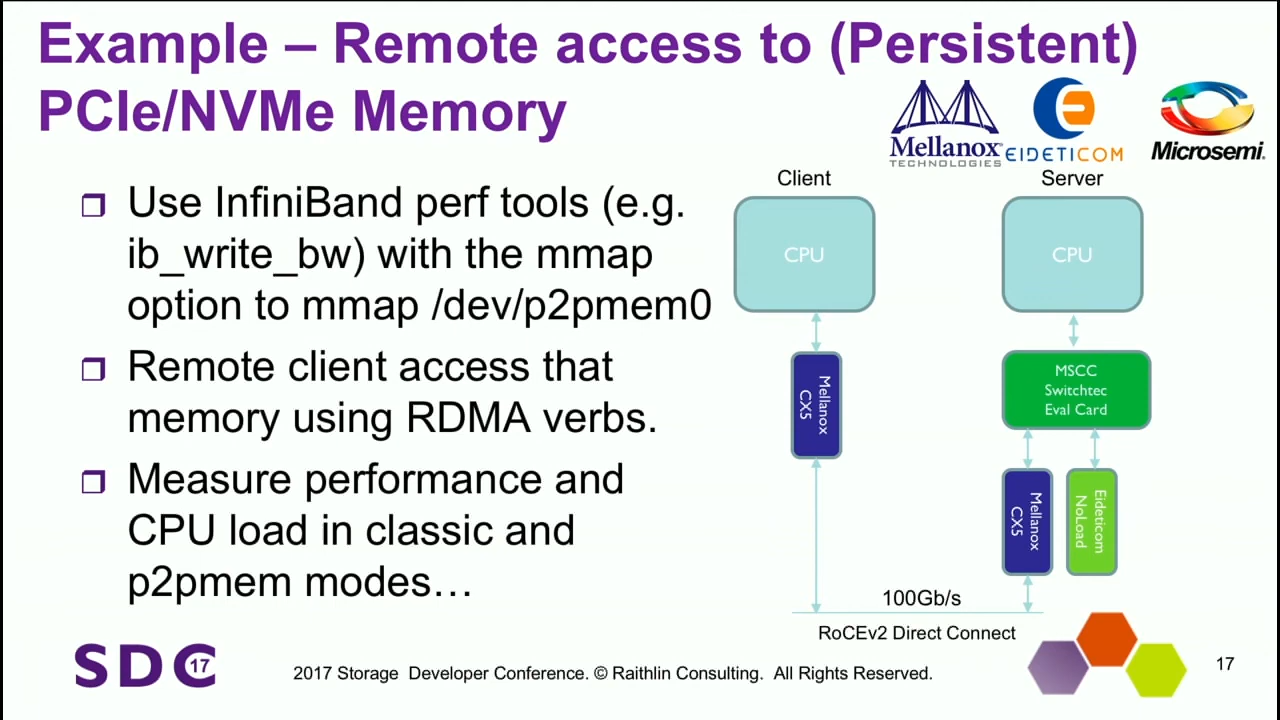 Example – Remote access to (Persistent)
PCIe/NVMe Memory
Mellanox
TECHNOLOGIES
EIDETICOM
Microsemi.
Use InfiniBand perf tools (e.g.
ib_write_bw) with the mmap
option to mmap /dev/p2pmem0
Remote client access that
memory using RDMA verbs.
Measure performance and
CPU load in classic and
p2pmem modes…
Client
Server
CPU
CPU
Mellanox
CX5
MSCC
Switchtec
Eval Card
Mellanox
CX5
Eideticom
NoLoad
100Gb/s
RoCEv2 Direct Connect
SDC
17
2017 Storage Developer Conference. © Raithlin Consulting. All Rights Reserved.
17